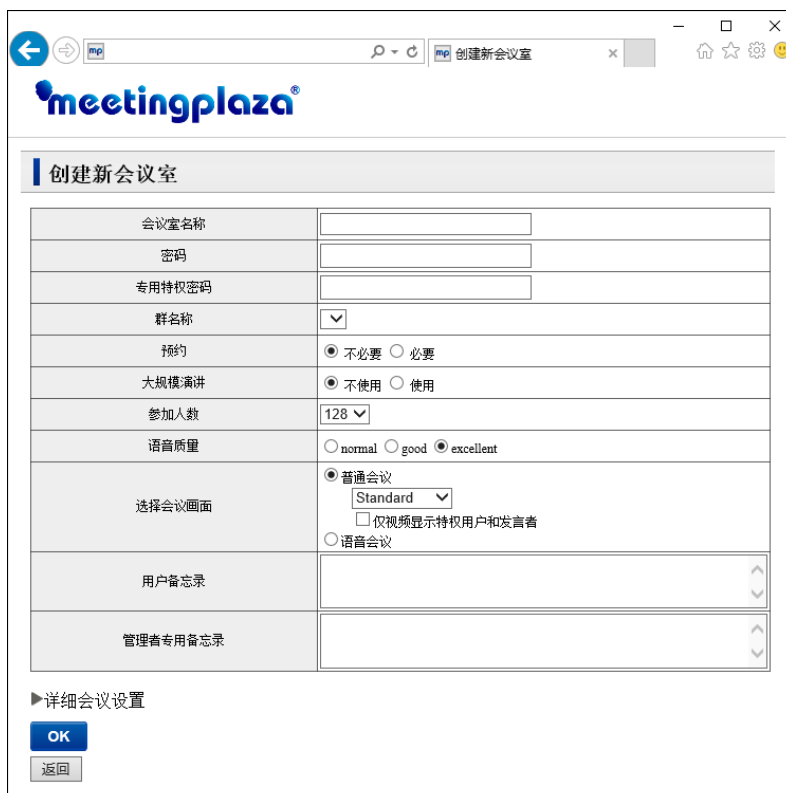 mp
mp 创建新会议室
meetingplaza®
创建新会议室
会议室名称
密码
专用特权密码
群名称
预约 不必要 必要
大规模演讲 不使用 使用
参加人数 128
语音质量 normal good excellent
选择会议画面 普通会议
Standard
仅视频显示特权用户和发言者
语音会议
用户备忘录
管理者专用备忘录
▶详细会议设置
OK
返回